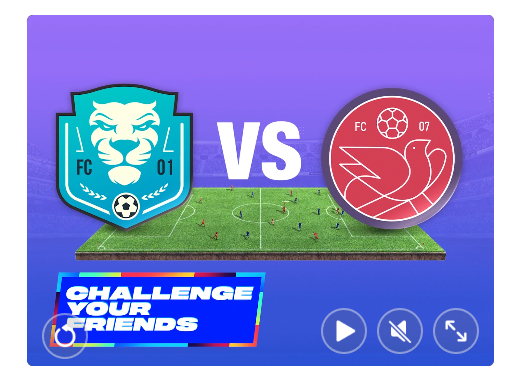 VS
FC 01
FC 07
CHALLENGE
YOUR
FRIENDS